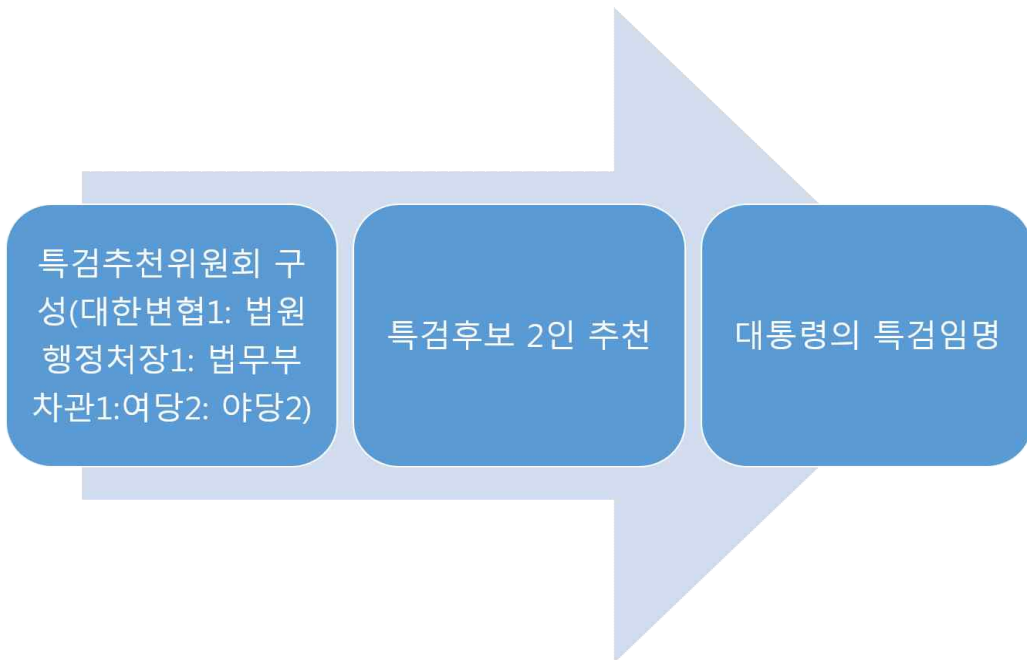 특검추천위원회 구
성(대한변협1: 법원
행정처장1: 법무부
차관1:여당2: 야당2)
특검후보 2인 추천
대통령의 특검임명